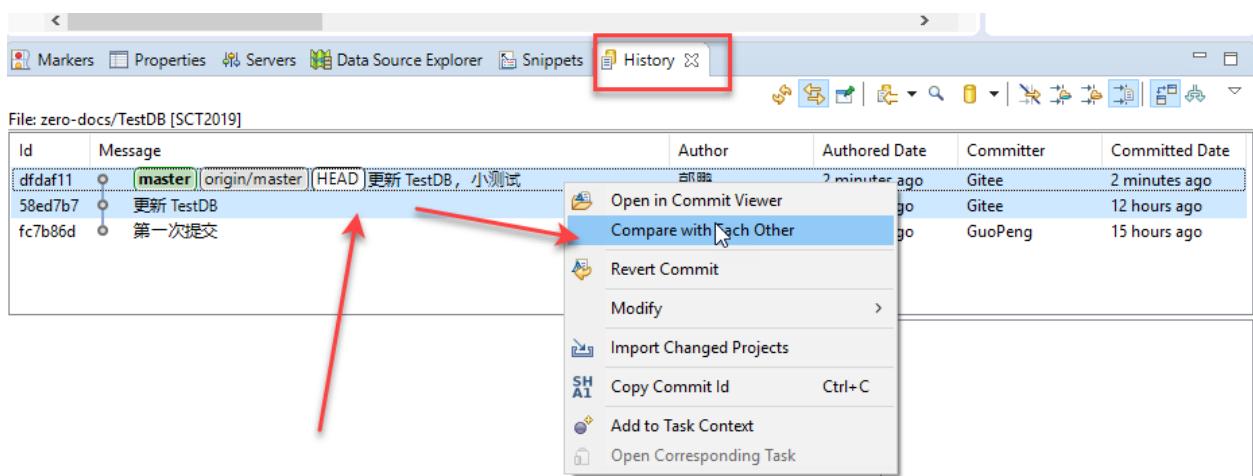 Markers Properties Servers Data Source Explorer Snippets History
File: zero-docs/TestDB [SCT2019]
Id Message Author Authored Date Committer Committed Date
dfdaf11 master origin/master HEAD 更新 TestDB，小测试 2 minutes ago Gitee 2 minutes ago
58ed7b7 更新 TestDB go Gitee 12 hours ago
fc7b86d 第一次提交 go GuoPeng 15 hours ago
Open in Commit Viewer
Compare with Each Other
Revert Commit
Modify
Import Changed Projects
SHA1 Copy Commit Id Ctrl+C
Add to Task Context
Open Corresponding Task